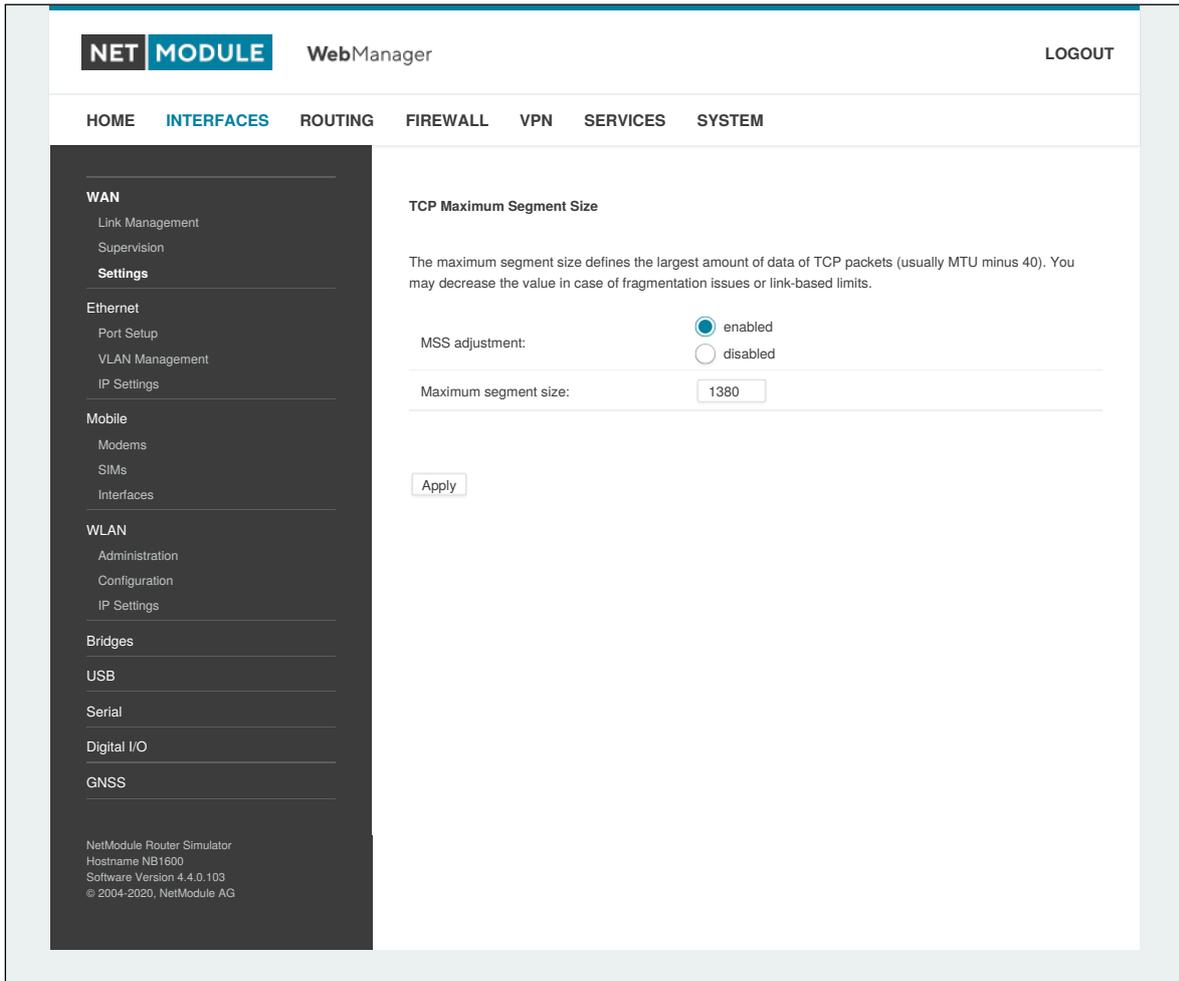 NET MODULE WebManager LOGOUT
HOME INTERFACES ROUTING FIREWALL VPN SERVICES SYSTEM
WAN
Link Management
Supervision
Settings
Ethernet
Port Setup
VLAN Management
IP Settings
Mobile
Modems
SIMs
Interfaces
WLAN
Administration
Configuration
IP Settings
Bridges
USB
Serial
Digital I/O
GNSS
NetModule Router Simulator
Hostname NB1600
Software Version 4.4.0.103
© 2004-2020, NetModule AG
TCP Maximum Segment Size
The maximum segment size defines the largest amount of data of TCP packets (usually MTU minus 40). You
may decrease the value in case of fragmentation issues or link-based limits.
MSS adjustment:
enabled
disabled
Maximum segment size: 1380
Apply